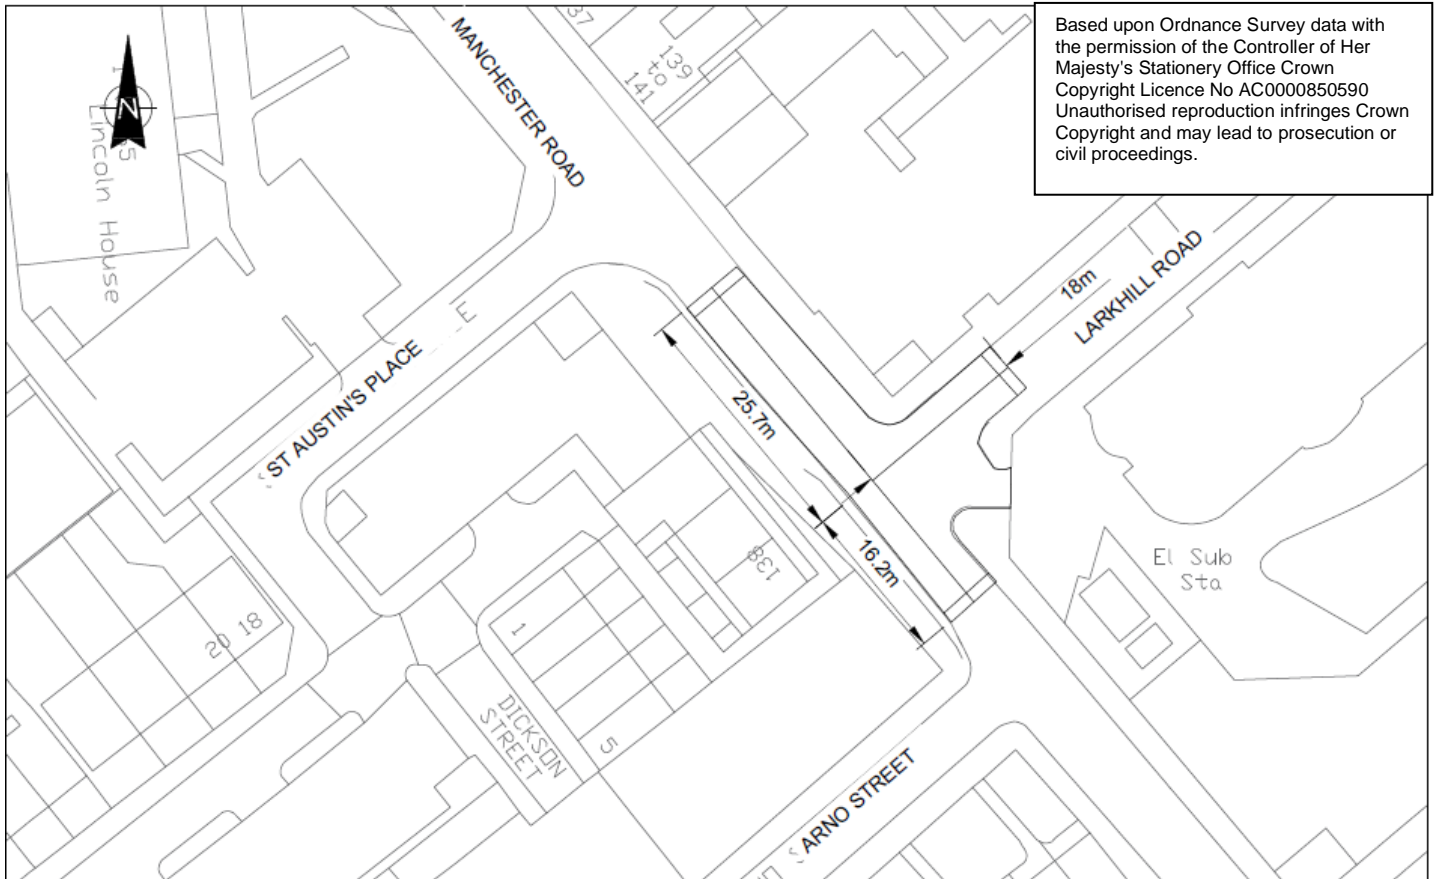 Based upon Ordnance Survey data with
the permission of the Controller of Her
Majesty's Stationery Office Crown
Copyright Licence No AC0000850590
Unauthorised reproduction infringes Crown
Copyright and may lead to prosecution or
civil proceedings.
MANCHESTER ROAD
37
139
to
141
N
Lincoln House
18m
LARKHILL ROAD
E
ST AUSTIN'S PLACE
25.7m
16.2m
138
El Sub
Sta
20 18
1
5
DICKSON
STREET
ARNO STREET